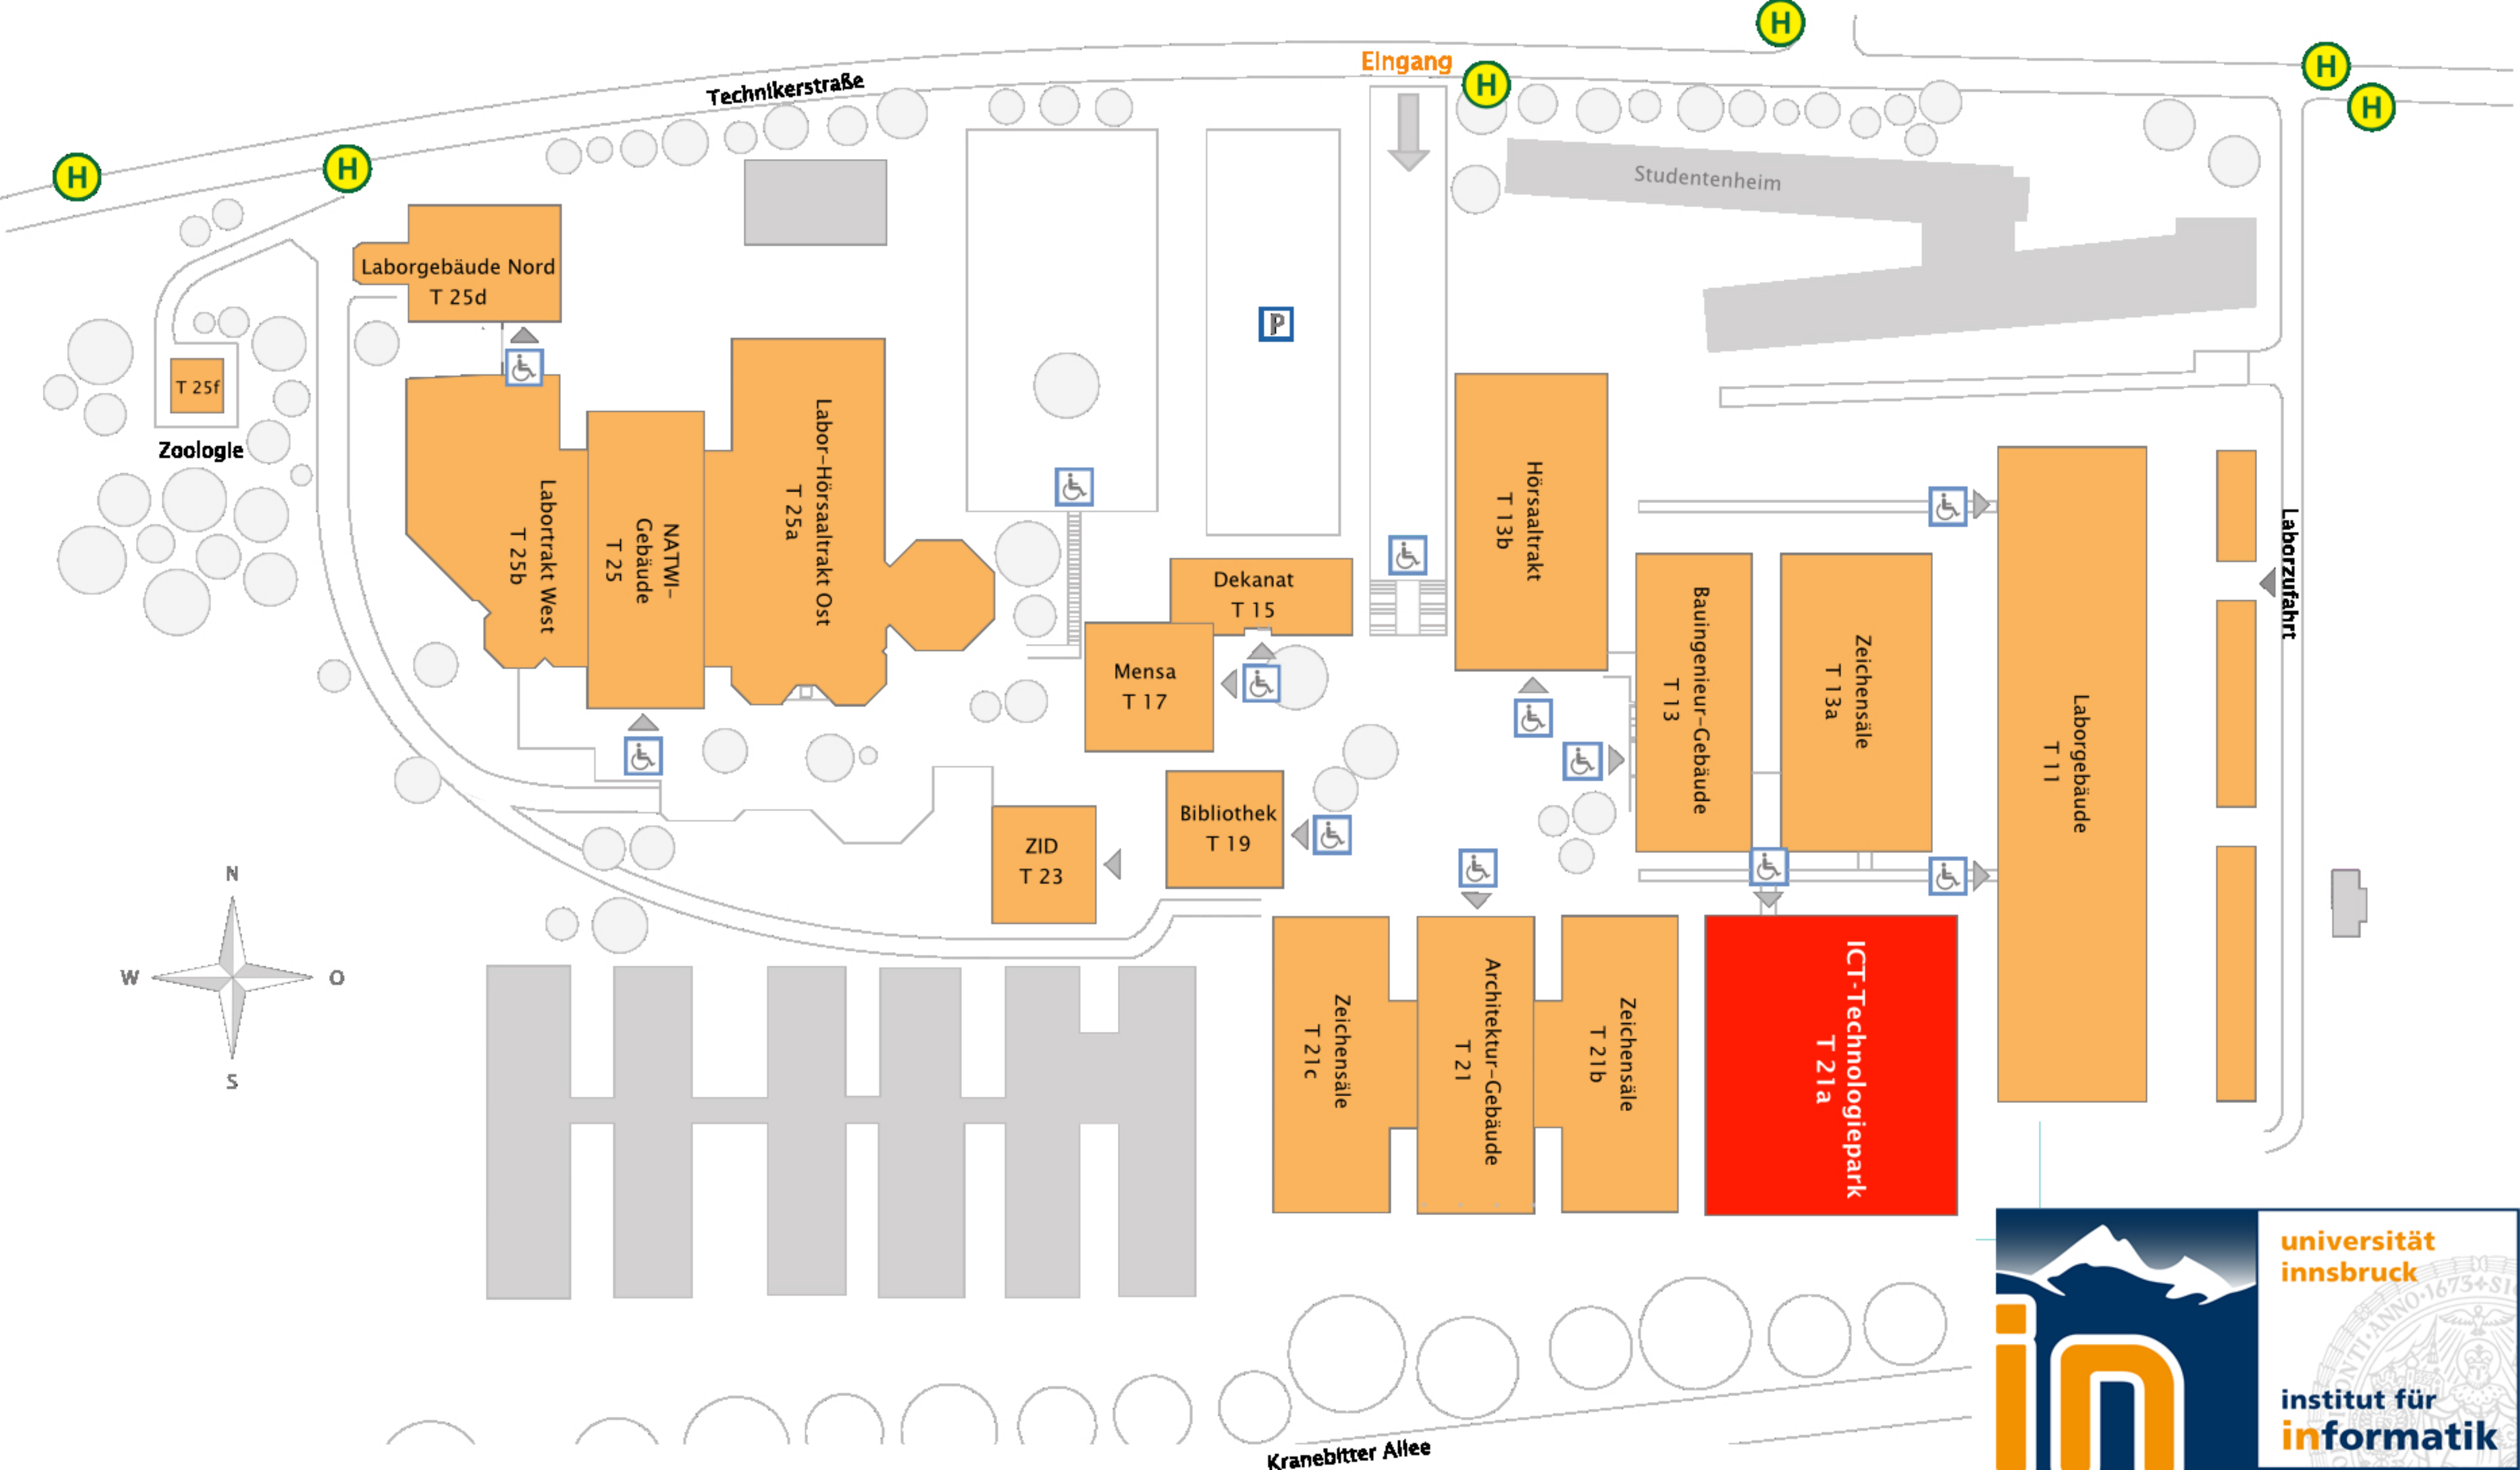 H
H
EIngang
H
H
H
H
Technikerstraße
Studentenheim
Laborgebäude Nord
T 25d
P
T 25f
Zoologie
Labortrakt West
T 25b
NATWI-
Gebäude
T 25
Labor-Hörsaaltrakt Ost
T 25a
Dekanat
T 15
Mensa
T 17
Hörsaaltrakt
T 13b
Bauingenieur-Gebäude
T 13
Zeichensäle
T 13a
Laborgebäude
T 11
Laborzufahrt
Bibliothek
T 19
ZID
T 23
N
W
O
S
Zeichensäle
T 21c
Architektur-Gebäude
T 21
Zeichensäle
T 21b
ICT-Technologiepark
T 21a
Kranebitter Allee
in
universität
innsbruck
institut für
informatik